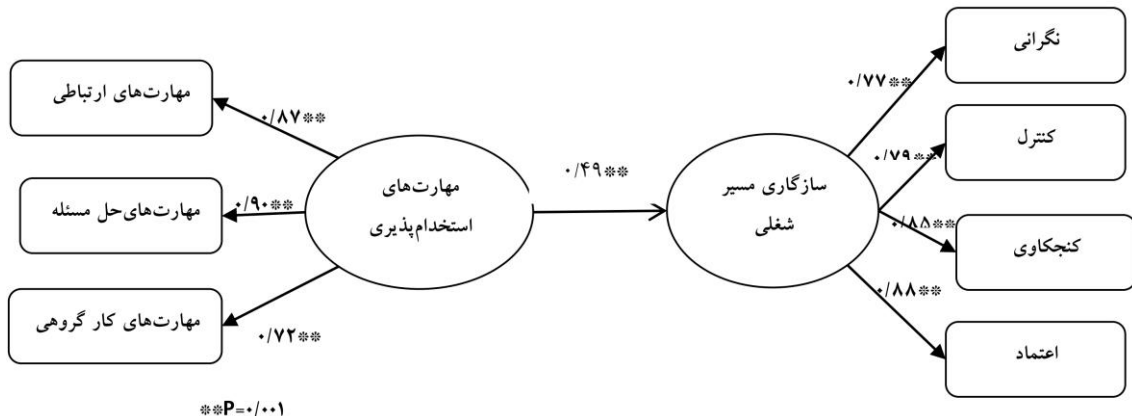 نگرانی
۰/۷۷**
مهارت‌های ارتباطی
۰/۸۷**
کنترل
۰/۷۹**
مهارت‌های
استخدام‌پذیری
۰/۴۹**
سازگاری مسیر
شغلی
مهارت‌های حل مسئله
۰/۹۰**
۰/۸۵**
کنجکاوی
۰/۸۸**
مهارت‌های کار گروهی
۰/۷۲**
اعتماد
**P=۰/۰۰۱